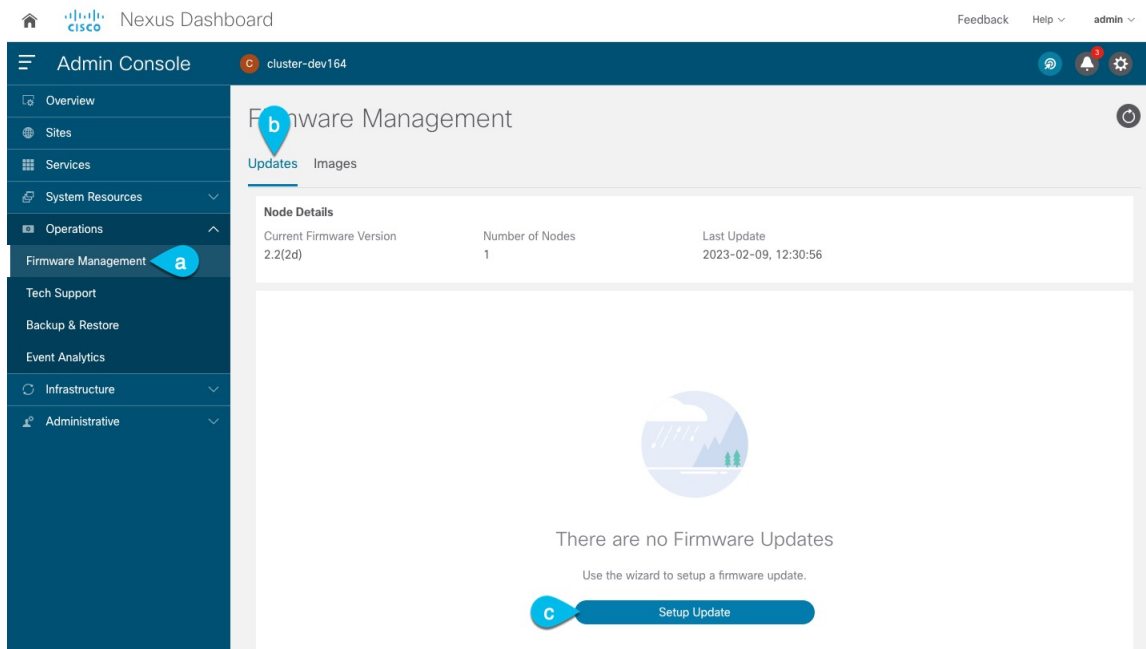 CISCO Nexus Dashboard Feedback Help admin
Admin Console C cluster-dev164 3
Overview
Sites
Services
System Resources
Operations
Firmware Management a
Tech Support
Backup & Restore
Event Analytics
Infrastructure
Administrative
Firmware Management
b
Updates Images
Node Details
Current Firmware Version Number of Nodes Last Update
2.2(2d) 1 2023-02-09, 12:30:56
There are no Firmware Updates
Use the wizard to setup a firmware update.
c Setup Update